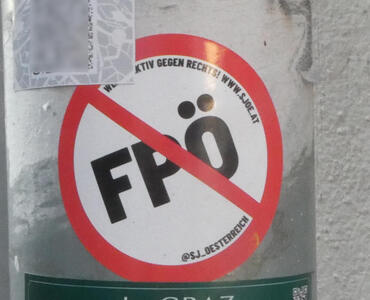 AKTIV GEGEN RECHTS! WWW.SJOE.AT
FPÖ
@SJ_OESTERREICH
GRAZ